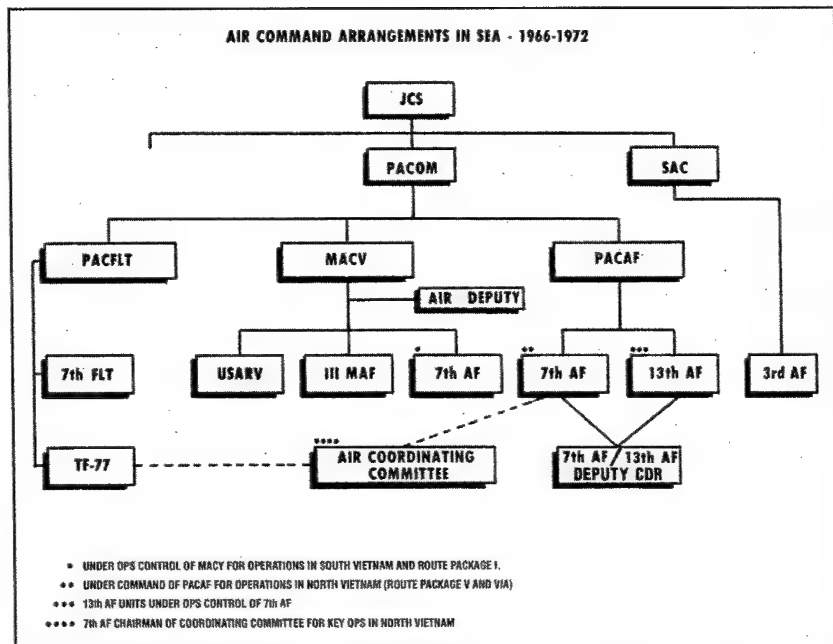 AIR COMMAND ARRANGEMENTS IN SEA - 1966-1972
JCS
PACOM
SAC
PACFLT
MACV
PACAF
AIR DEPUTY
7th FLT
USARV
III MAF
* 7th AF
** 7th AF
*** 13th AF
3rd AF
TF-77
****
AIR COORDINATING
COMMITTEE
7th AF / 13th AF
DEPUTY CDR
* UNDER OPS CONTROL OF MACV FOR OPERATIONS IN SOUTH VIETNAM AND ROUTE PACKAGE I.
** UNDER COMMAND OF PACAF FOR OPERATIONS IN NORTH VIETNAM (ROUTE PACKAGE V AND VIA)
*** 13th AF UNITS UNDER OPS CONTROL OF 7th AF
**** 7th AF CHAIRMAN OF COORDINATING COMMITTEE FOR KEY OPS IN NORTH VIETNAM